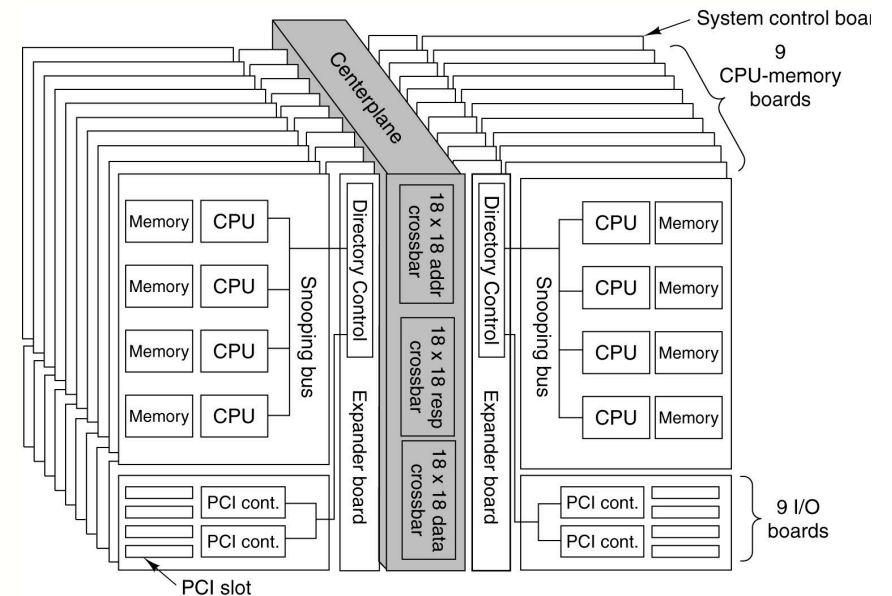 System control boar
9
CPU-memory
boards
Centerplane
Memory
CPU
Memory
CPU
Memory
CPU
Memory
CPU
Snooping bus
Directory Control
Expander board
18 x 18 addr
crossbar
18 x 18 resp
crossbar
18 x 18 data
crossbar
Directory Control
Expander board
Snooping bus
CPU
Memory
CPU
Memory
CPU
Memory
CPU
Memory
PCI cont.
PCI cont.
PCI slot
PCI cont.
PCI cont.
9 I/O
boards